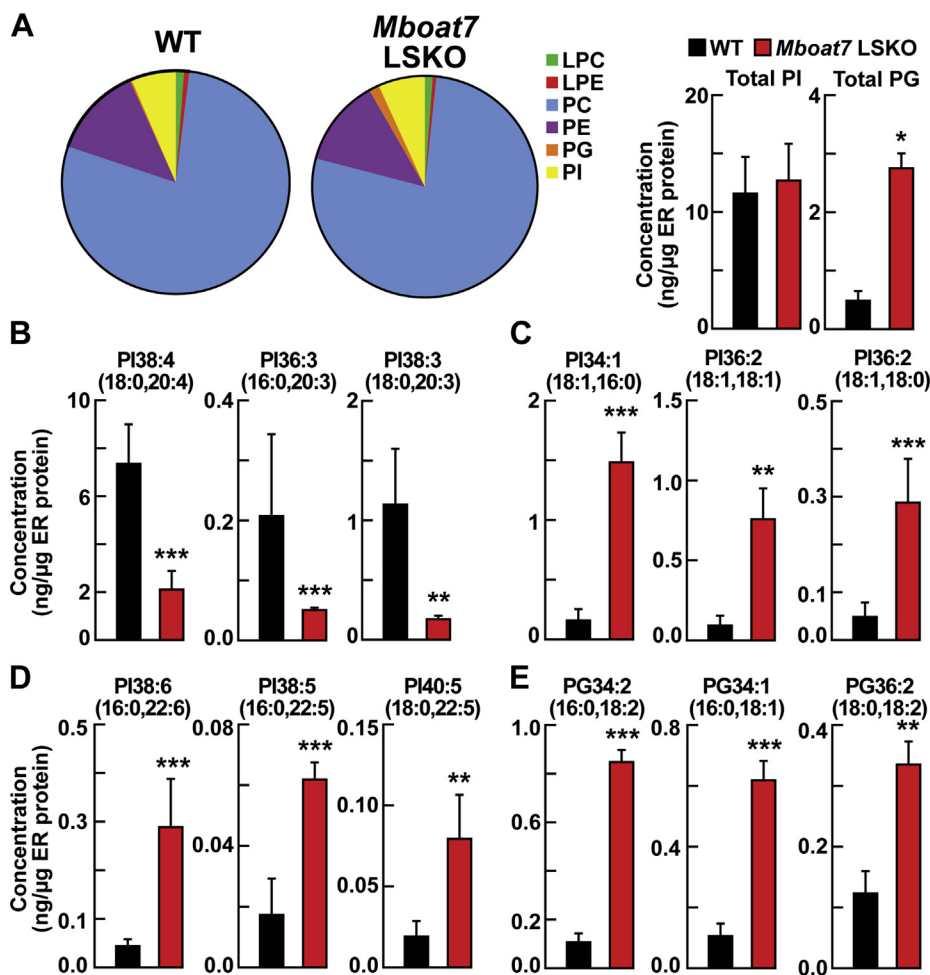 A
WT
Mboat7
LSKO
LPC
LPE
PC
PE
PG
PI
WT Mboat7 LSKO
Total PI Total PG
Concentration
(ng/µg ER protein)
20
10
0
4
2
0
*
B
PI38:4
(18:0,20:4)
PI36:3
(16:0,20:3)
PI38:3
(18:0,20:3)
Concentration
(ng/µg ER protein)
10
6
2
0
***
0.4
0.2
0.0
***
2
1
0
**
C
PI34:1
(18:1,16:0)
PI36:2
(18:1,18:1)
PI36:2
(18:1,18:0)
2
1
0
***
1.5
1.0
0.5
0.0
**
0.5
0.3
0.1
0.0
***
D
PI38:6
(16:0,22:6)
PI38:5
(16:0,22:5)
PI40:5
(18:0,22:5)
Concentration
(ng/µg ER protein)
0.5
0.3
0.1
0.0
***
0.08
0.04
0.0
***
0.10
0.05
0.0
**
E
PG34:2
(16:0,18:2)
PG34:1
(16:0,18:1)
PG36:2
(18:0,18:2)
1.0
0.4
0.2
0.0
***
0.8
0.4
0.0
***
0.4
0.2
0.0
**